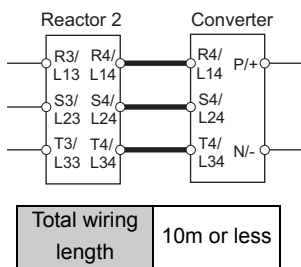 Reactor 2 Converter
R3/ R4/ R4/
L13 L14 L14 P/+
S3/ S4/ S4/
L23 L24 L24
T3/ T4/ T4/ N/-
L33 L34 L34
Total wiring
length
10m or less